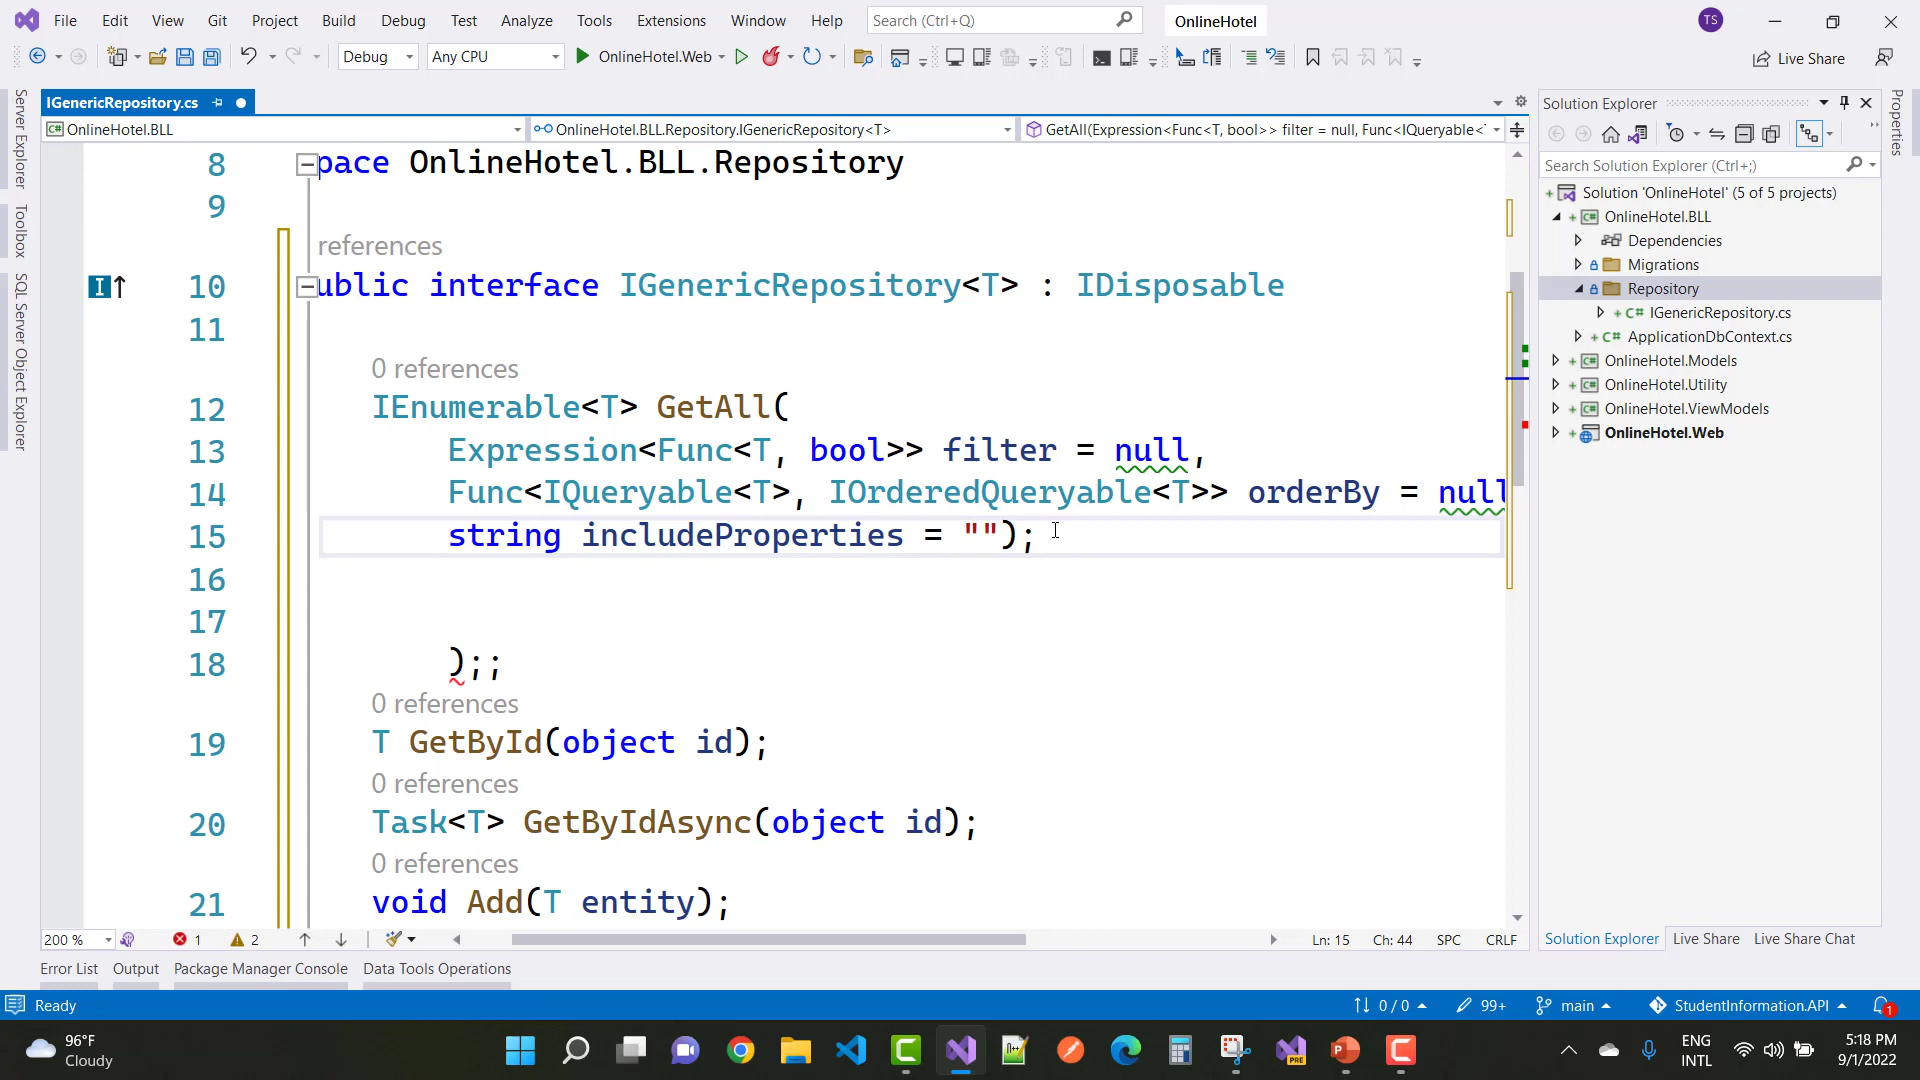 File Edit View Git Project Build Debug Test Analyze Tools Extensions Window Help Search (Ctrl+Q) OnlineHotel TS
Debug Any CPU OnlineHotel.Web Live Share
IGenericRepository.cs
OnlineHotel.BLL OnlineHotel.BLL.Repository.IGenericRepository<T> GetAll(Expression<Func<T, bool>> filter = null, Func<IQueryable<
Server Explorer
Toolbox
SQL Server Object Explorer
8 pace OnlineHotel.BLL.Repository
9
references
10 ublic interface IGenericRepository<T> : IDisposable
11
0 references
12 IEnumerable<T> GetAll(
13 Expression<Func<T, bool>> filter = null,
14 Func<IQueryable<T>, IOrderedQueryable<T>> orderBy = null
15 string includeProperties = "");
16
17
18 );;
0 references
19 T GetById(object id);
0 references
20 Task<T> GetByIdAsync(object id);
0 references
21 void Add(T entity);
200 % 1 2 Ln: 15 Ch: 44 SPC CRLF
Solution Explorer
Search Solution Explorer (Ctrl+;)
Solution 'OnlineHotel' (5 of 5 projects)
OnlineHotel.BLL
Dependencies
Migrations
Repository
C# IGenericRepository.cs
C# ApplicationDbContext.cs
OnlineHotel.Models
OnlineHotel.Utility
OnlineHotel.ViewModels
OnlineHotel.Web
Solution Explorer Live Share Live Share Chat
Properties
Error List Output Package Manager Console Data Tools Operations
Ready 0 / 0 99+ main StudentInformation.API 1
96°F
Cloudy
PRE
ENG
INTL
5:18 PM
9/1/2022